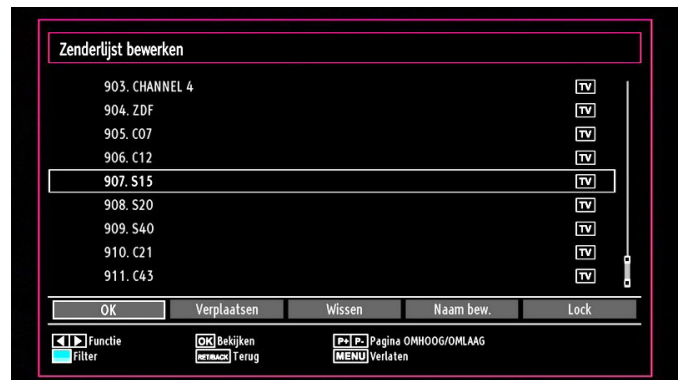 Zenderlijst bewerken
903. CHANNEL 4 TV
904. ZDF TV
905. C07 TV
906. C12 TV
907. S15 TV
908. S20 TV
909. S40 TV
910. C21 TV
911. C43 TV
OK Verplaatsen Wissen Naam bew. Lock
Functie OK Bekijken P+ P- Pagina OMHOOG/OMLAAG
Filter RET/BACK Terug MENU Verlaten